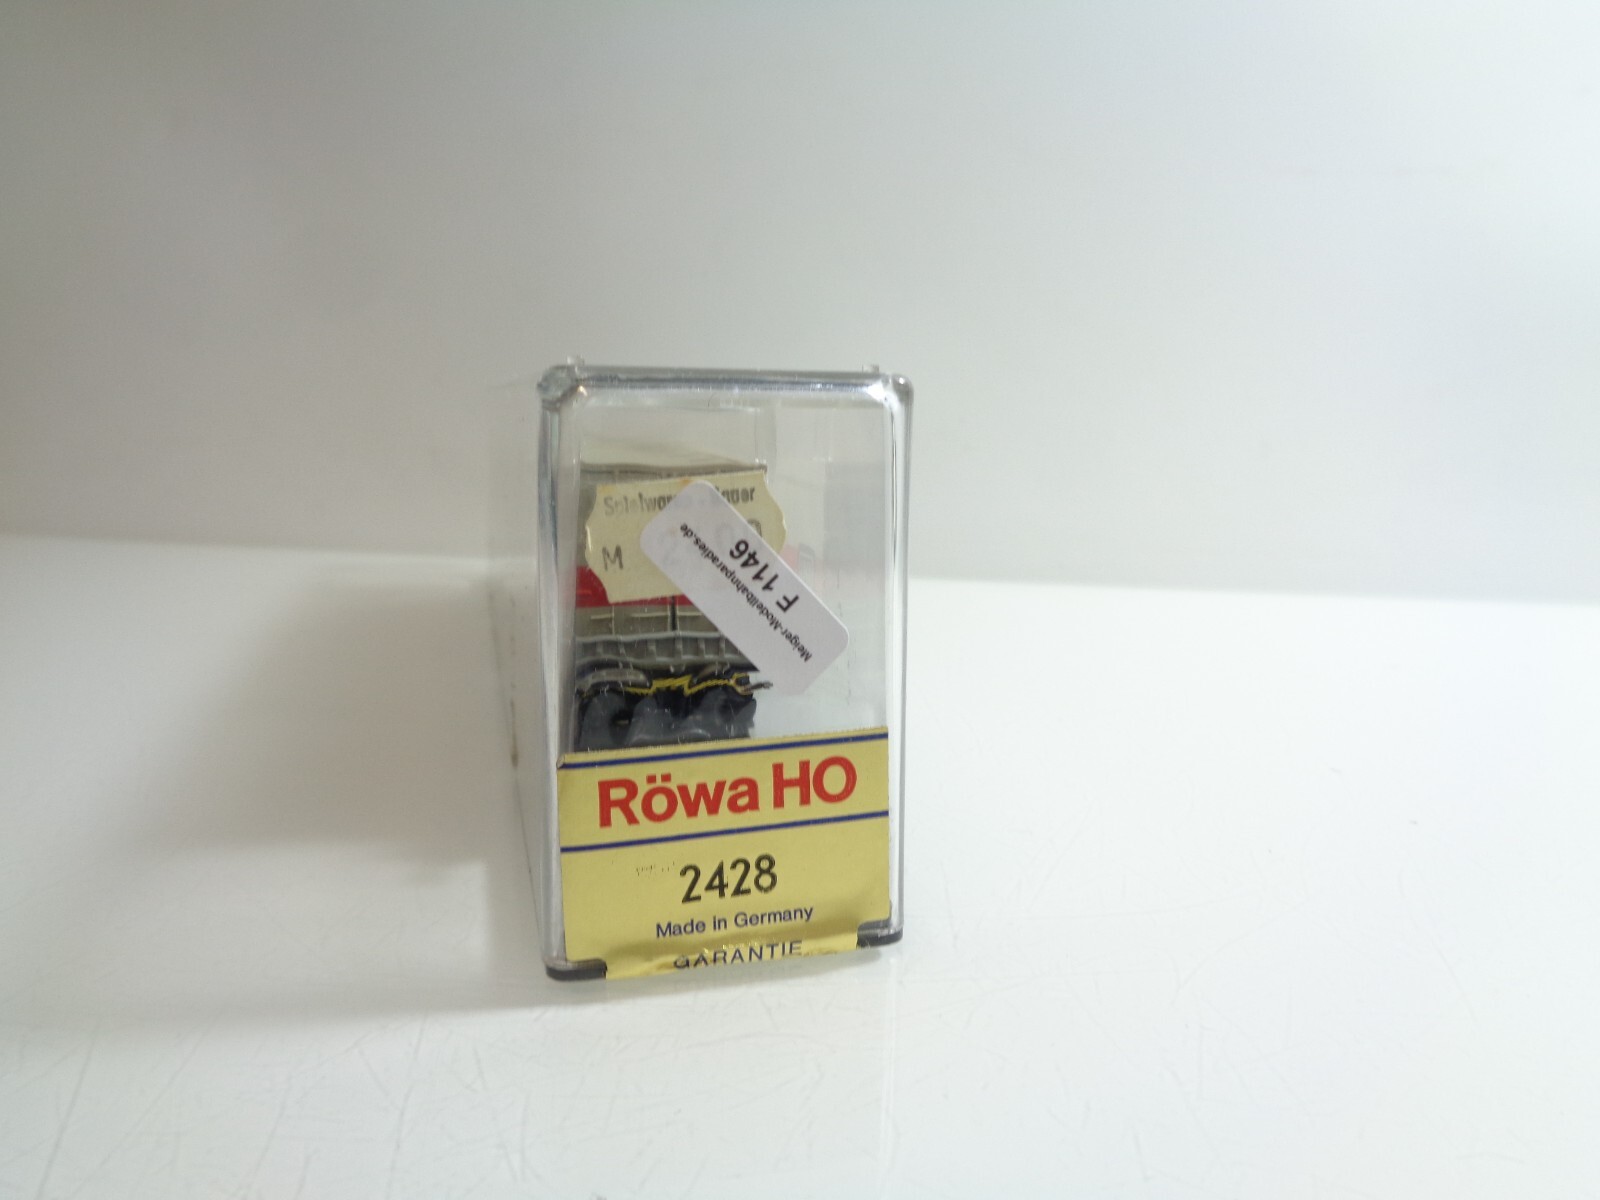 M
Meiger-Modellbahnparadies.de
F 1146
Röwa HO
2428
Made in Germany
GARANTIE